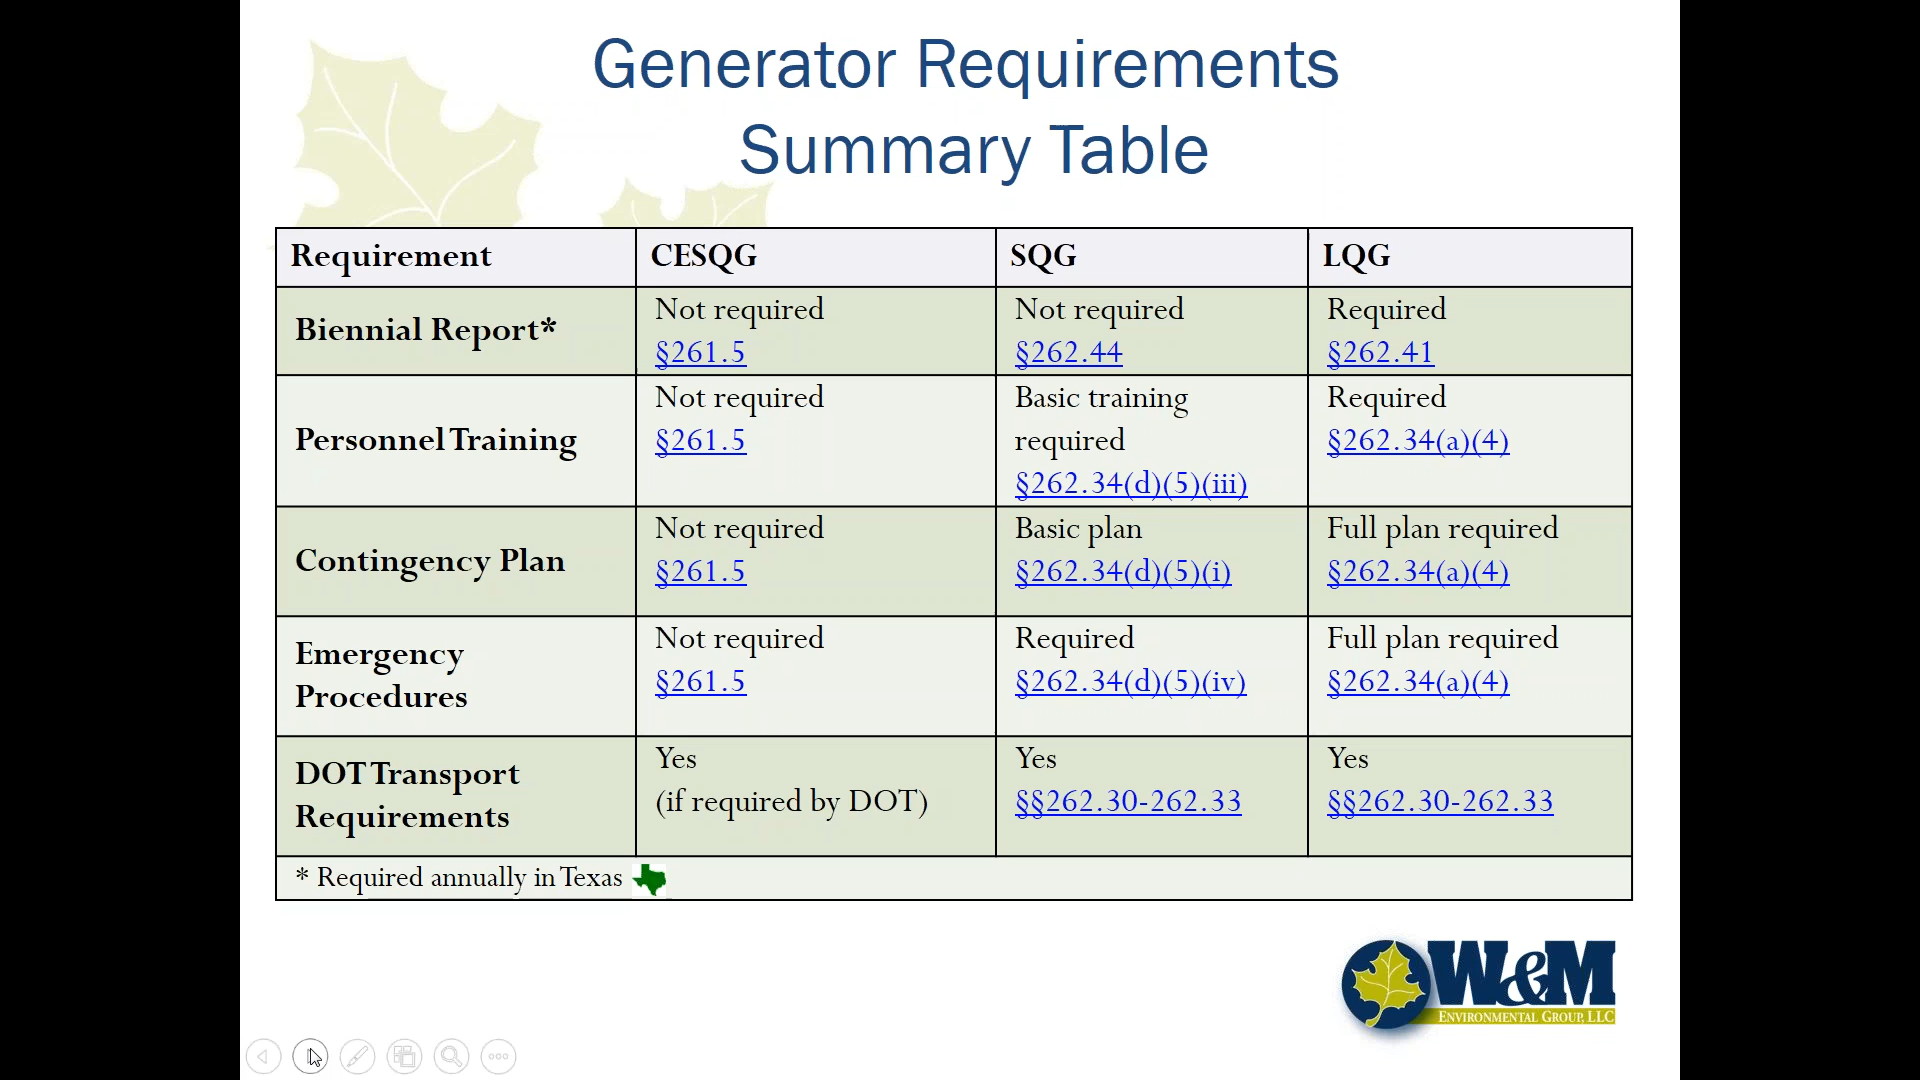 Generator Requirements
Summary Table
Requirement CESQG SQG LQG
Biennial Report*
Not required
§261.5
Not required
§262.44
Required
§262.41
Personnel Training
Not required
§261.5
Basic training
required
§262.34(d)(5)(iii)
Required
§262.34(a)(4)
Contingency Plan
Not required
§261.5
Basic plan
§262.34(d)(5)(i)
Full plan required
§262.34(a)(4)
Emergency
Procedures
Not required
§261.5
Required
§262.34(d)(5)(iv)
Full plan required
§262.34(a)(4)
DOT Transport
Requirements
Yes
(if required by DOT)
Yes
§§262.30-262.33
Yes
§§262.30-262.33
* Required annually in Texas
W&M
ENVIRONMENTAL GROUP, LLC